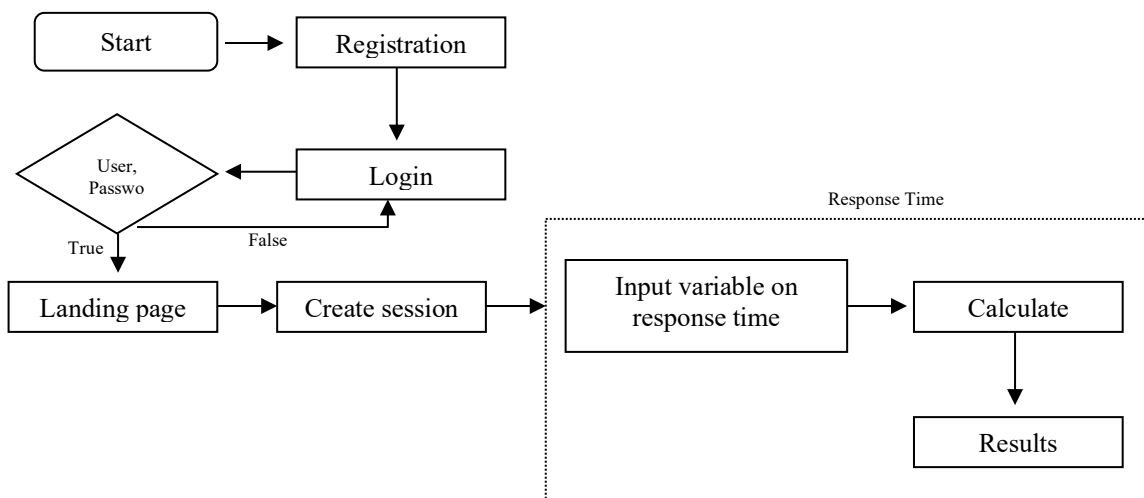 Start
Registration
User,
Passwo
Login
Response Time
True
False
Landing page
Create session
Input variable on
response time
Calculate
Results